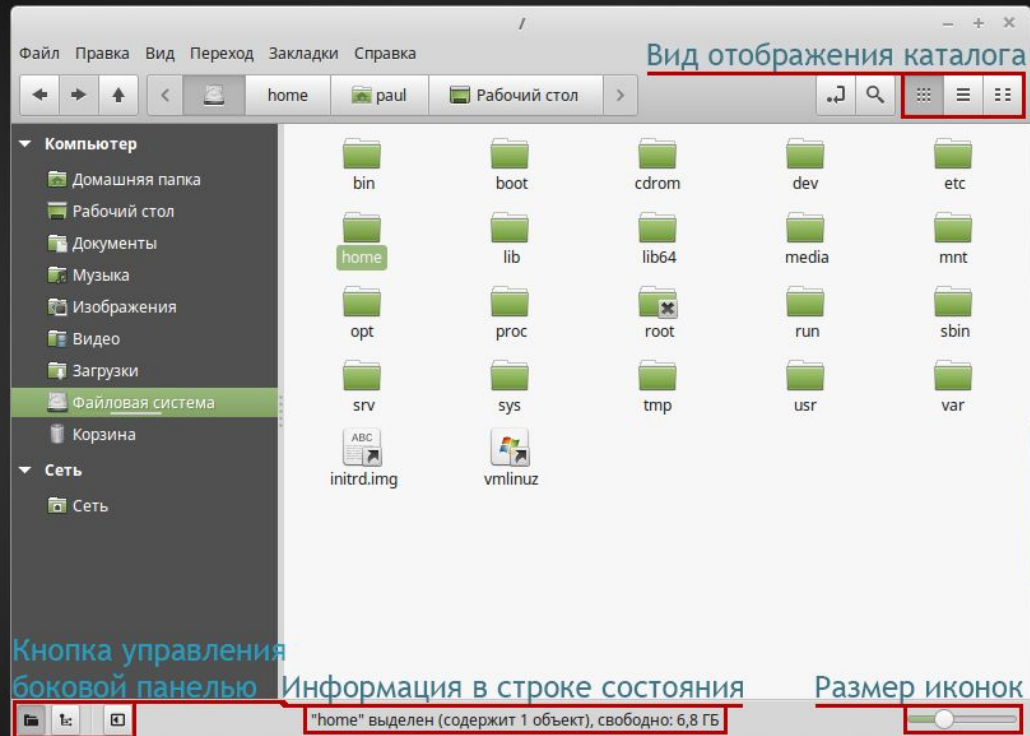 /
Файл Правка Вид Переход Закладки Справка
Вид отображения каталога
home paul Рабочий стол
Компьютер
Домашняя папка
Рабочий стол
Документы
Музыка
Изображения
Видео
Загрузки
Файловая система
Корзина
Сеть
Сеть
bin boot cdrom dev etc
home lib lib64 media mnt
opt proc root run sbin
srv sys tmp usr var
ABC
initrd.img vmlinuz
Кнопка управления
боковой панелью
Информация в строке состояния
Размер иконок
"home" выделен (содержит 1 объект), свободно: 6,8 ГБ